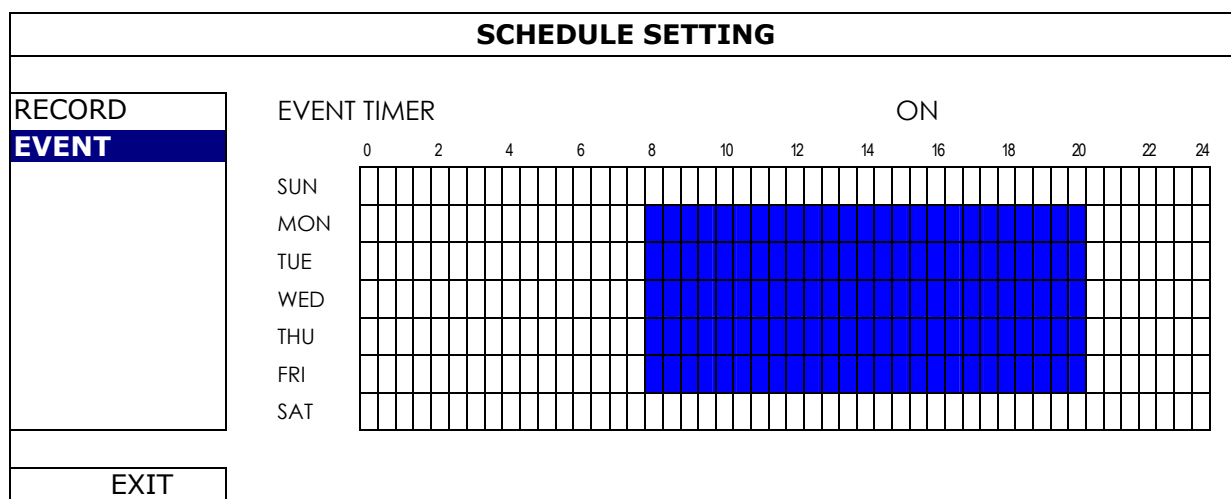 SCHEDULE SETTING
RECORD
EVENT
EVENT TIMER ON
0 2 4 6 8 10 12 14 16 18 20 22 24
SUN
MON
TUE
WED
THU
FRI
SAT
EXIT